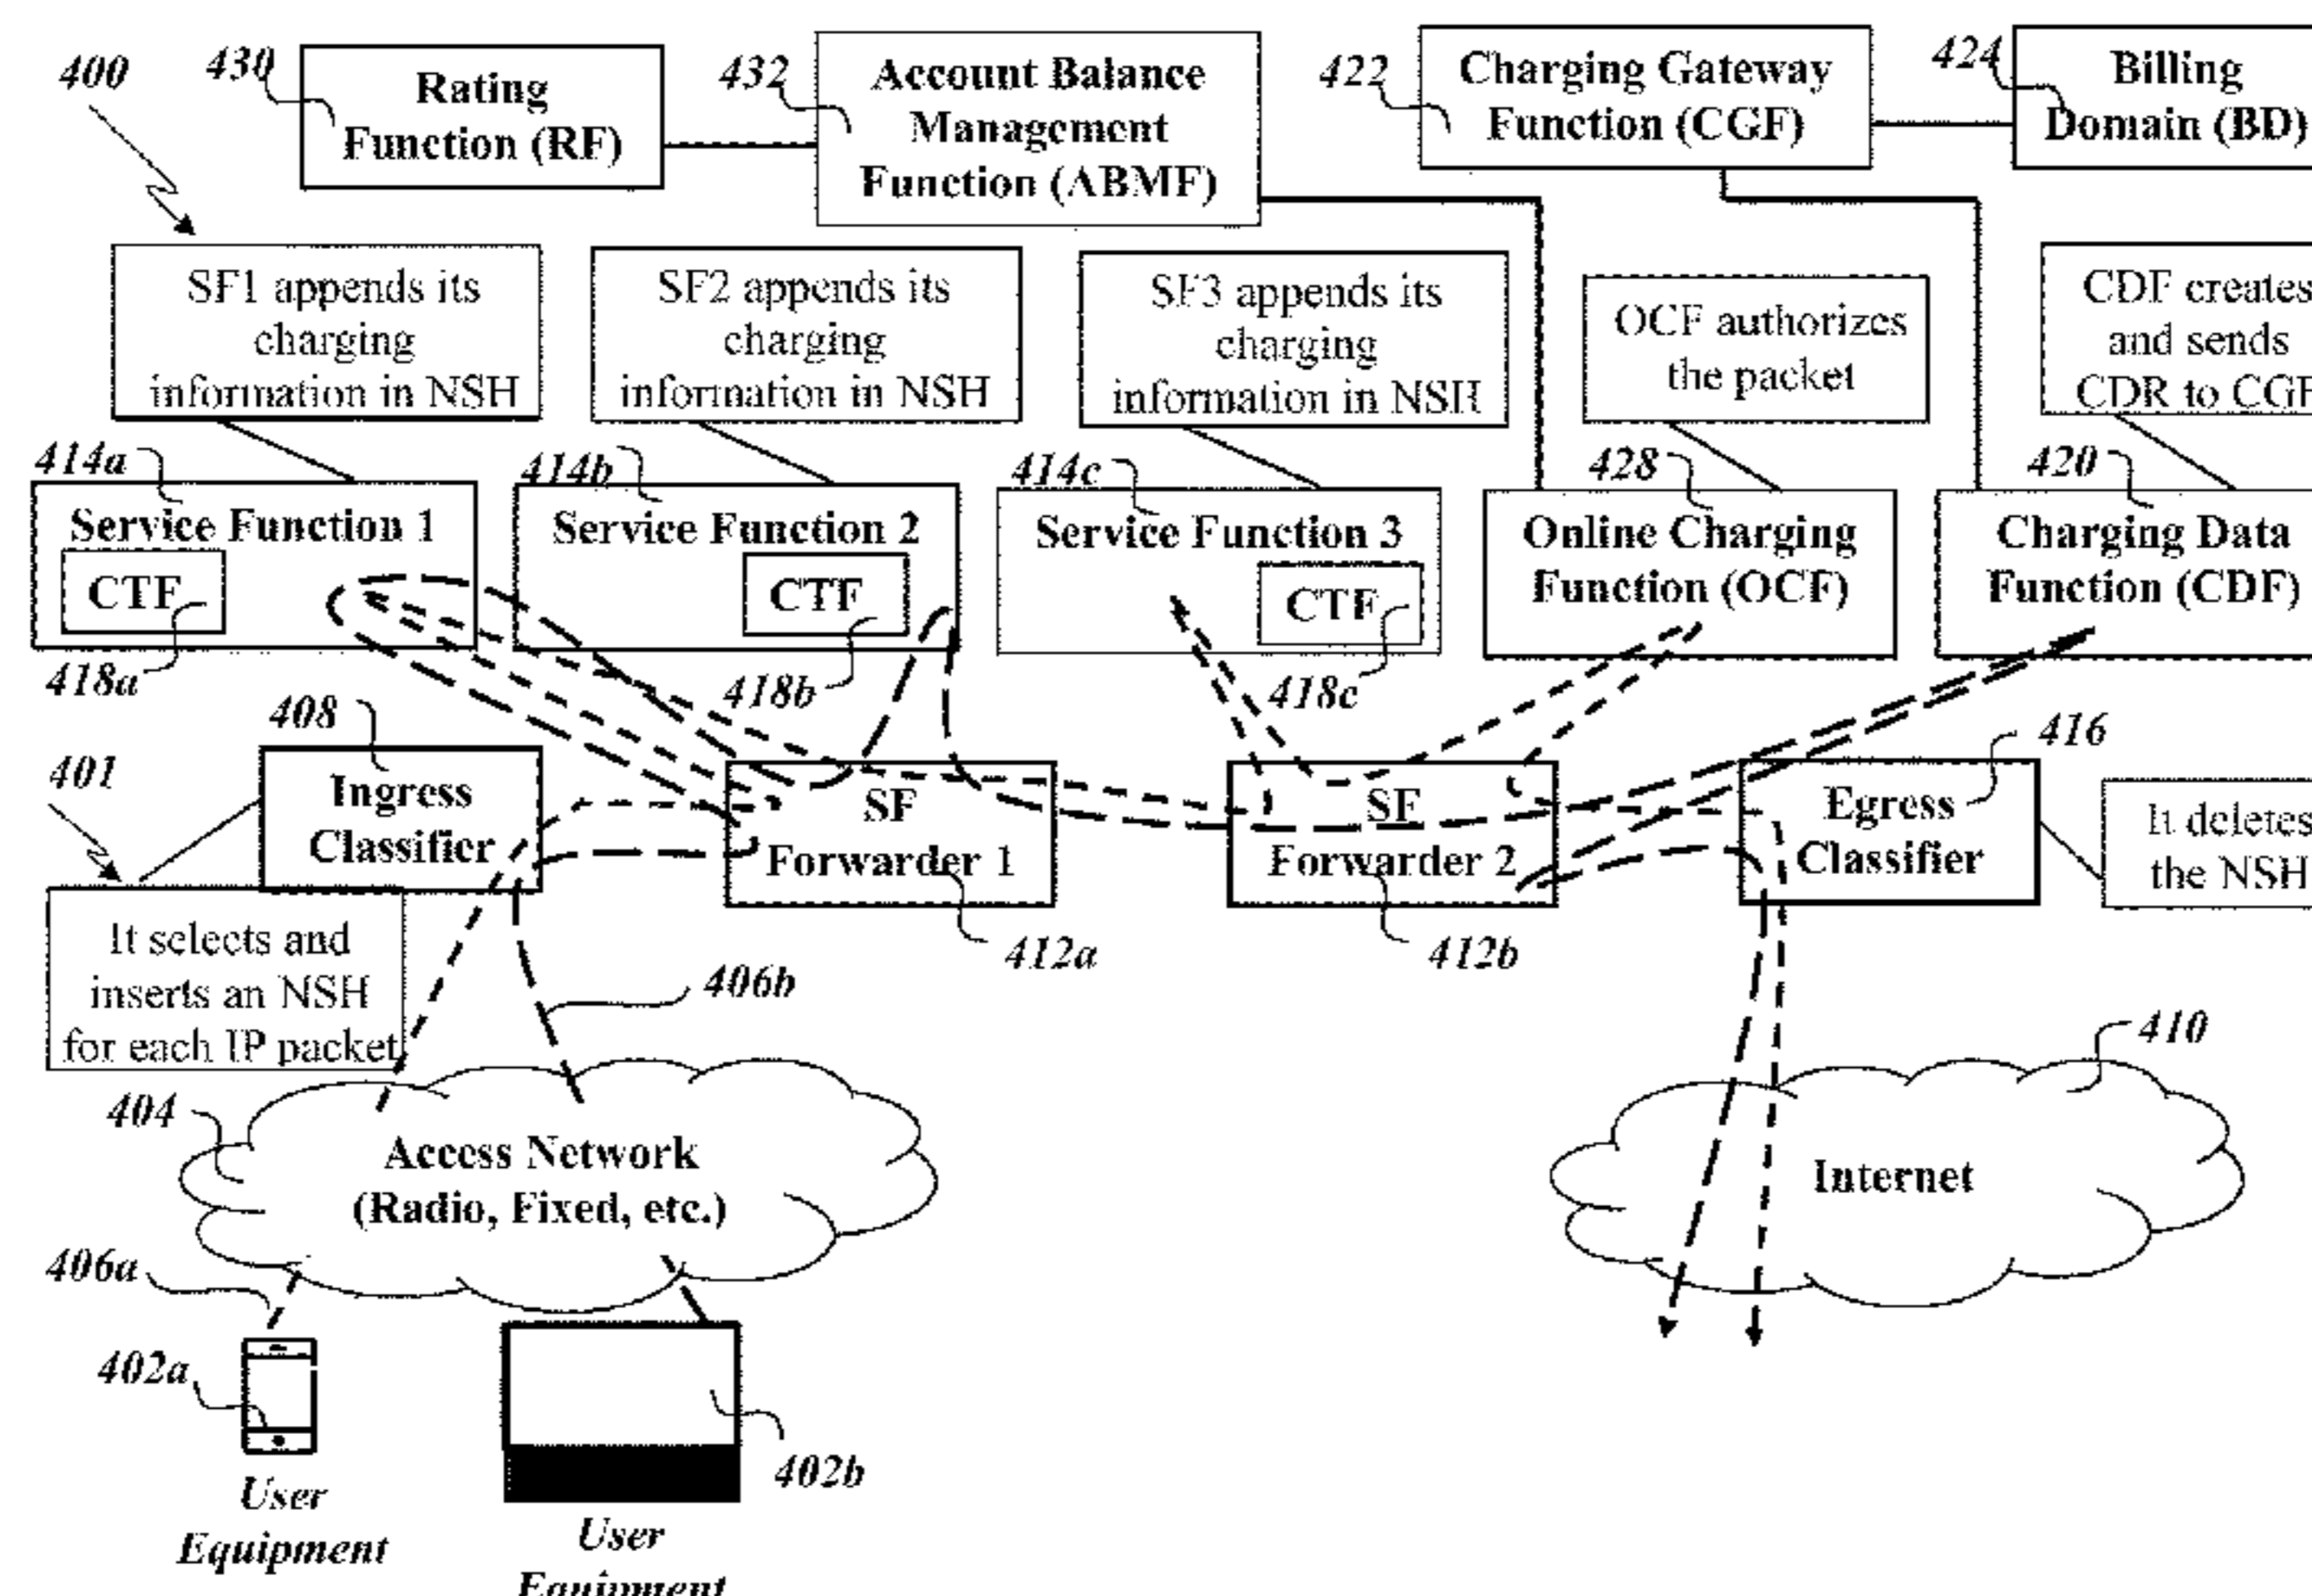 400
430
Rating
Function (RF)
432
Account Balance
Management
Function (ABMF)
422
Charging Gateway
Function (CGF)
424
Billing
Domain (BD)
SF1 appends its
charging
information in NSH
SF2 appends its
charging
information in NSH
SF3 appends its
charging
information in NSH
OCF authorizes
the packet
CDF creates
and sends
CDR to CGF
414a
Service Function 1
CTF
418a
414b
Service Function 2
CTF
418b
414c
Service Function 3
CTF
418c
428
Online Charging
Function (OCF)
420
Charging Data
Function (CDF)
401
408
Ingress
Classifier
SF
Forwarder 1
412a
SF
Forwarder 2
412b
416
Egress
Classifier
It deletes
the NSH
It selects and
inserts an NSH
for each IP packet
406b
404
Access Network
(Radio, Fixed, etc.)
410
Internet
406a
402a
User
Equipment
402b
User
Equipment